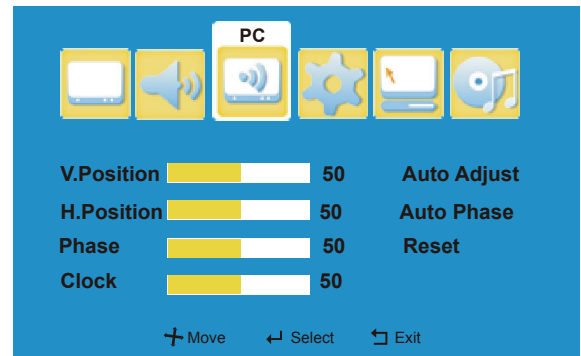 PC
V.Position 50 Auto Adjust
H.Position 50 Auto Phase
Phase 50 Reset
Clock 50
Move Select Exit